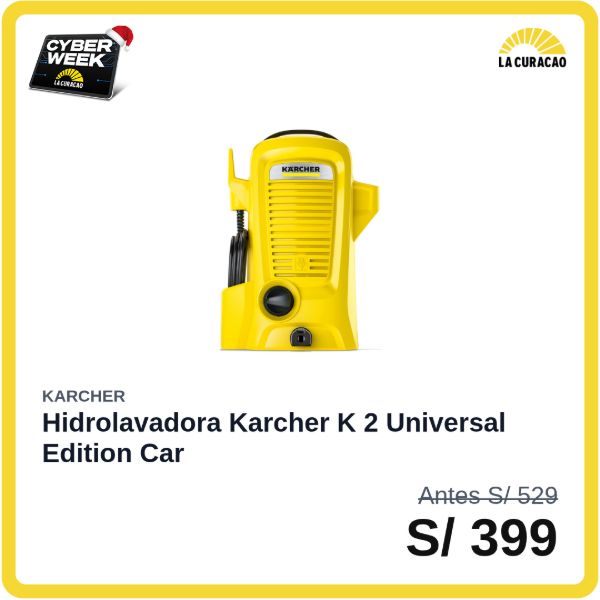 CYBER
WEEK
LA CURACAO
LA CURACAO
KÄRCHER
KARCHER
Hidrolavadora Karcher K 2 Universal
Edition Car
Antes S/ 529
S/ 399